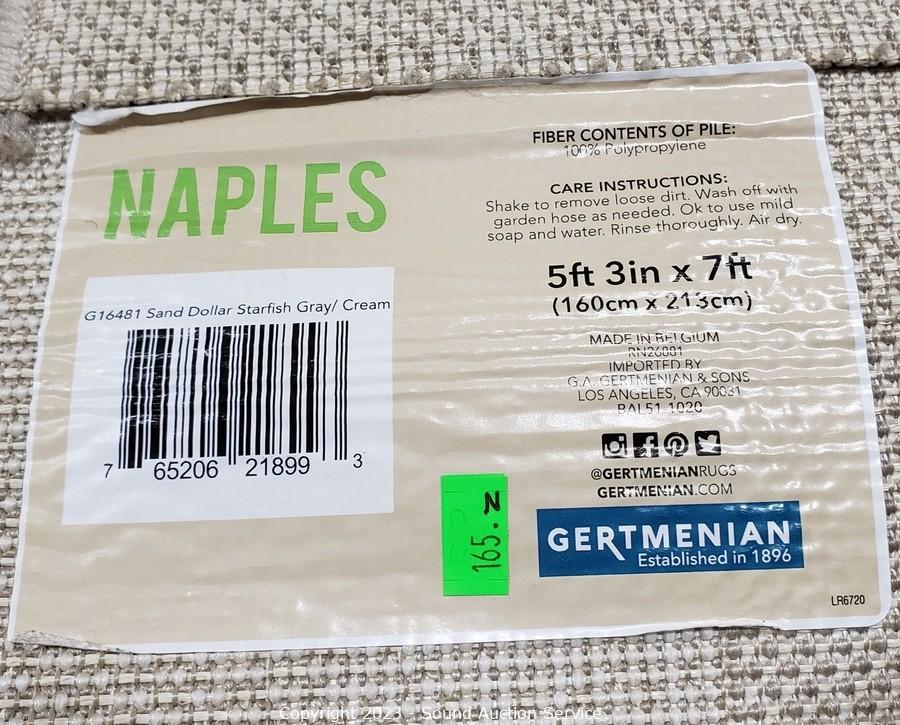 NAPLES
G16481 Sand Dollar Starfish Gray/ Cream
7 65206 21899 3
FIBER CONTENTS OF PILE:
100% Polypropylene
CARE INSTRUCTIONS:
Shake to remove loose dirt. Wash off with
garden hose as needed. Ok to use mild
soap and water. Rinse thoroughly. Air dry.
5ft 3in x 7ft
(160cm x 213cm)
MADE IN BELGIUM
RN26881
IMPORTED BY
G.A. GERTMENIAN & SONS
LOS ANGELES, CA 90031
BAL51-1020
@GERTMENIANRUGS
GERTMENIAN.COM
GERTMENIAN
Established in 1896
165.
LR6720
Copyright 2023 - Sound Auction Service